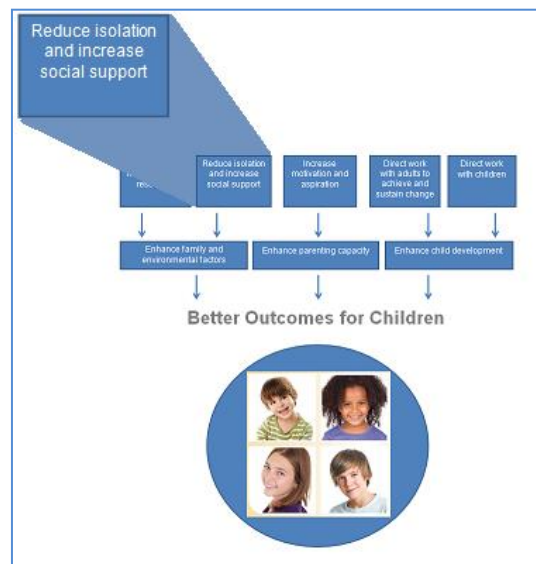 Reduce isolation
and increase
social support
Reduce isolation
and increase
social support
Increase
motivation and
aspiration
Direct work
with adults to
achieve and
sustain change
Direct work
with children
Enhance family and
environmental factors
Enhance parenting capacity
Enhance child development
Better Outcomes for Children